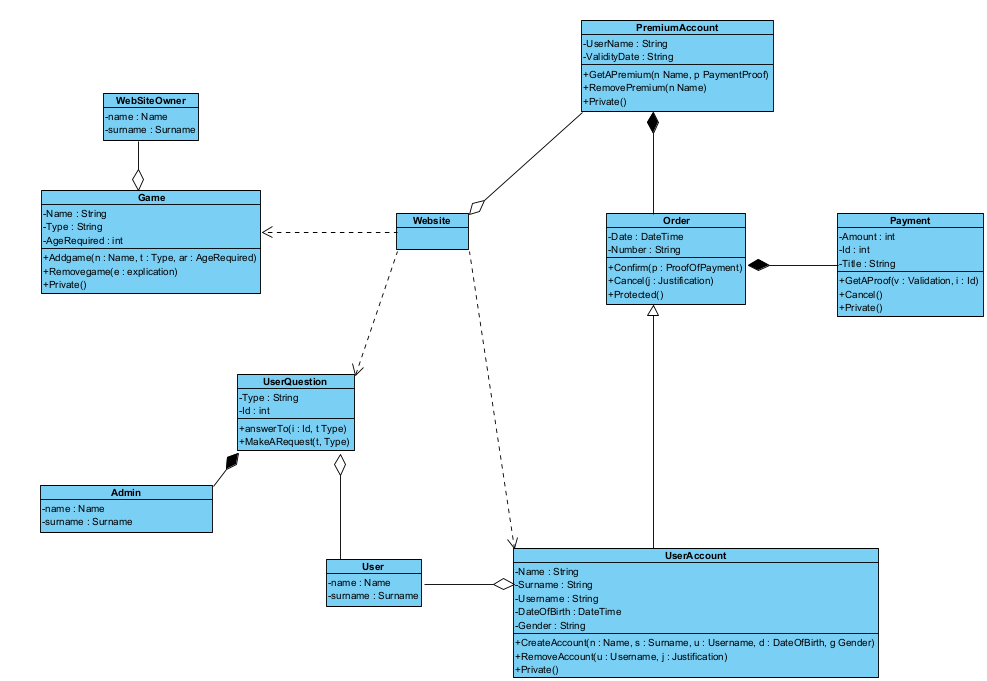 PremiumAccount
-UserName : String
-ValidityDate : String
+GetAPremium(n Name, p PaymentProof)
+RemovePremium(n Name)
+Private()
WebSiteOwner
-name : Name
-surname : Surname
Game
-Name : String
-Type : String
-AgeRequired : int
+Addgame(n : Name, t : Type, ar : AgeRequired)
+Removegame(e : explication)
+Private()
Website
Order
-Date : DateTime
-Number : String
+Confirm(p : ProofOfPayment)
+Cancel(j : Justification)
+Protected()
Payment
-Amount : int
-Id : int
-Title : String
+GetAProof(v : Validation, i : Id)
+Cancel()
+Private()
UserQuestion
-Type : String
-Id : int
+answerTo(i : Id, t Type)
+MakeARequest(t, Type)
Admin
-name : Name
-surname : Surname
User
-name : Name
-surname : Surname
UserAccount
-Name : String
-Surname : String
-Username : String
-DateOfBirth : DateTime
-Gender : String
+CreateAccount(n : Name, s : Surname, u : Username, d : DateOfBirth, g Gender)
+RemoveAccount(u : Username, j : Justification)
+Private()